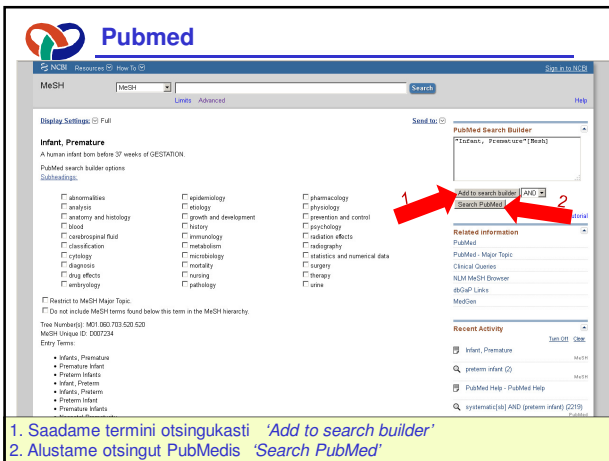 Pubmed
NCBI Resources How To Sign in to NCBI
MeSH MeSH Search
Limits Advanced Help
Display Settings: Full Send to:
Infant, Premature
A human infant born before 37 weeks of GESTATION.
PubMed search builder options
Subheadings:
abnormalities
analysis
anatomy and histology
blood
cerebrospinal fluid
classification
cytology
diagnosis
drug effects
embryology
epidemiology
etiology
growth and development
history
immunology
metabolism
microbiology
mortality
nursing
pathology
pharmacology
physiology
prevention and control
psychology
radiation effects
radiography
statistics and numerical data
surgery
therapy
urine
Restrict to MeSH Major Topic.
Do not include MeSH terms found below this term in the MeSH hierarchy.
Tree Number(s): M01.060.703.520.520
MeSH Unique ID: D007234
Entry Terms:
Infants, Premature
Premature Infant
Preterm Infants
Infant, Preterm
Infants, Preterm
Preterm Infant
Premature Infants
PubMed Search Builder
"Infant, Premature"[Mesh]
1
Add to search builder AND
Search PubMed
2
Related information
PubMed
PubMed - Major Topic
Clinical Queries
NLM MeSH Browser
dbGaP Links
MedGen
Recent Activity
Turn Off Clear
Infant, Premature
MeSH
preterm infant (2)
MeSH
PubMed Help - PubMed Help
systematic[sb] AND (preterm infant) (2219)
PubMed
1. Saadame termini otsingukasti 'Add to search builder'
2. Alustame otsingut PubMedis 'Search PubMed'